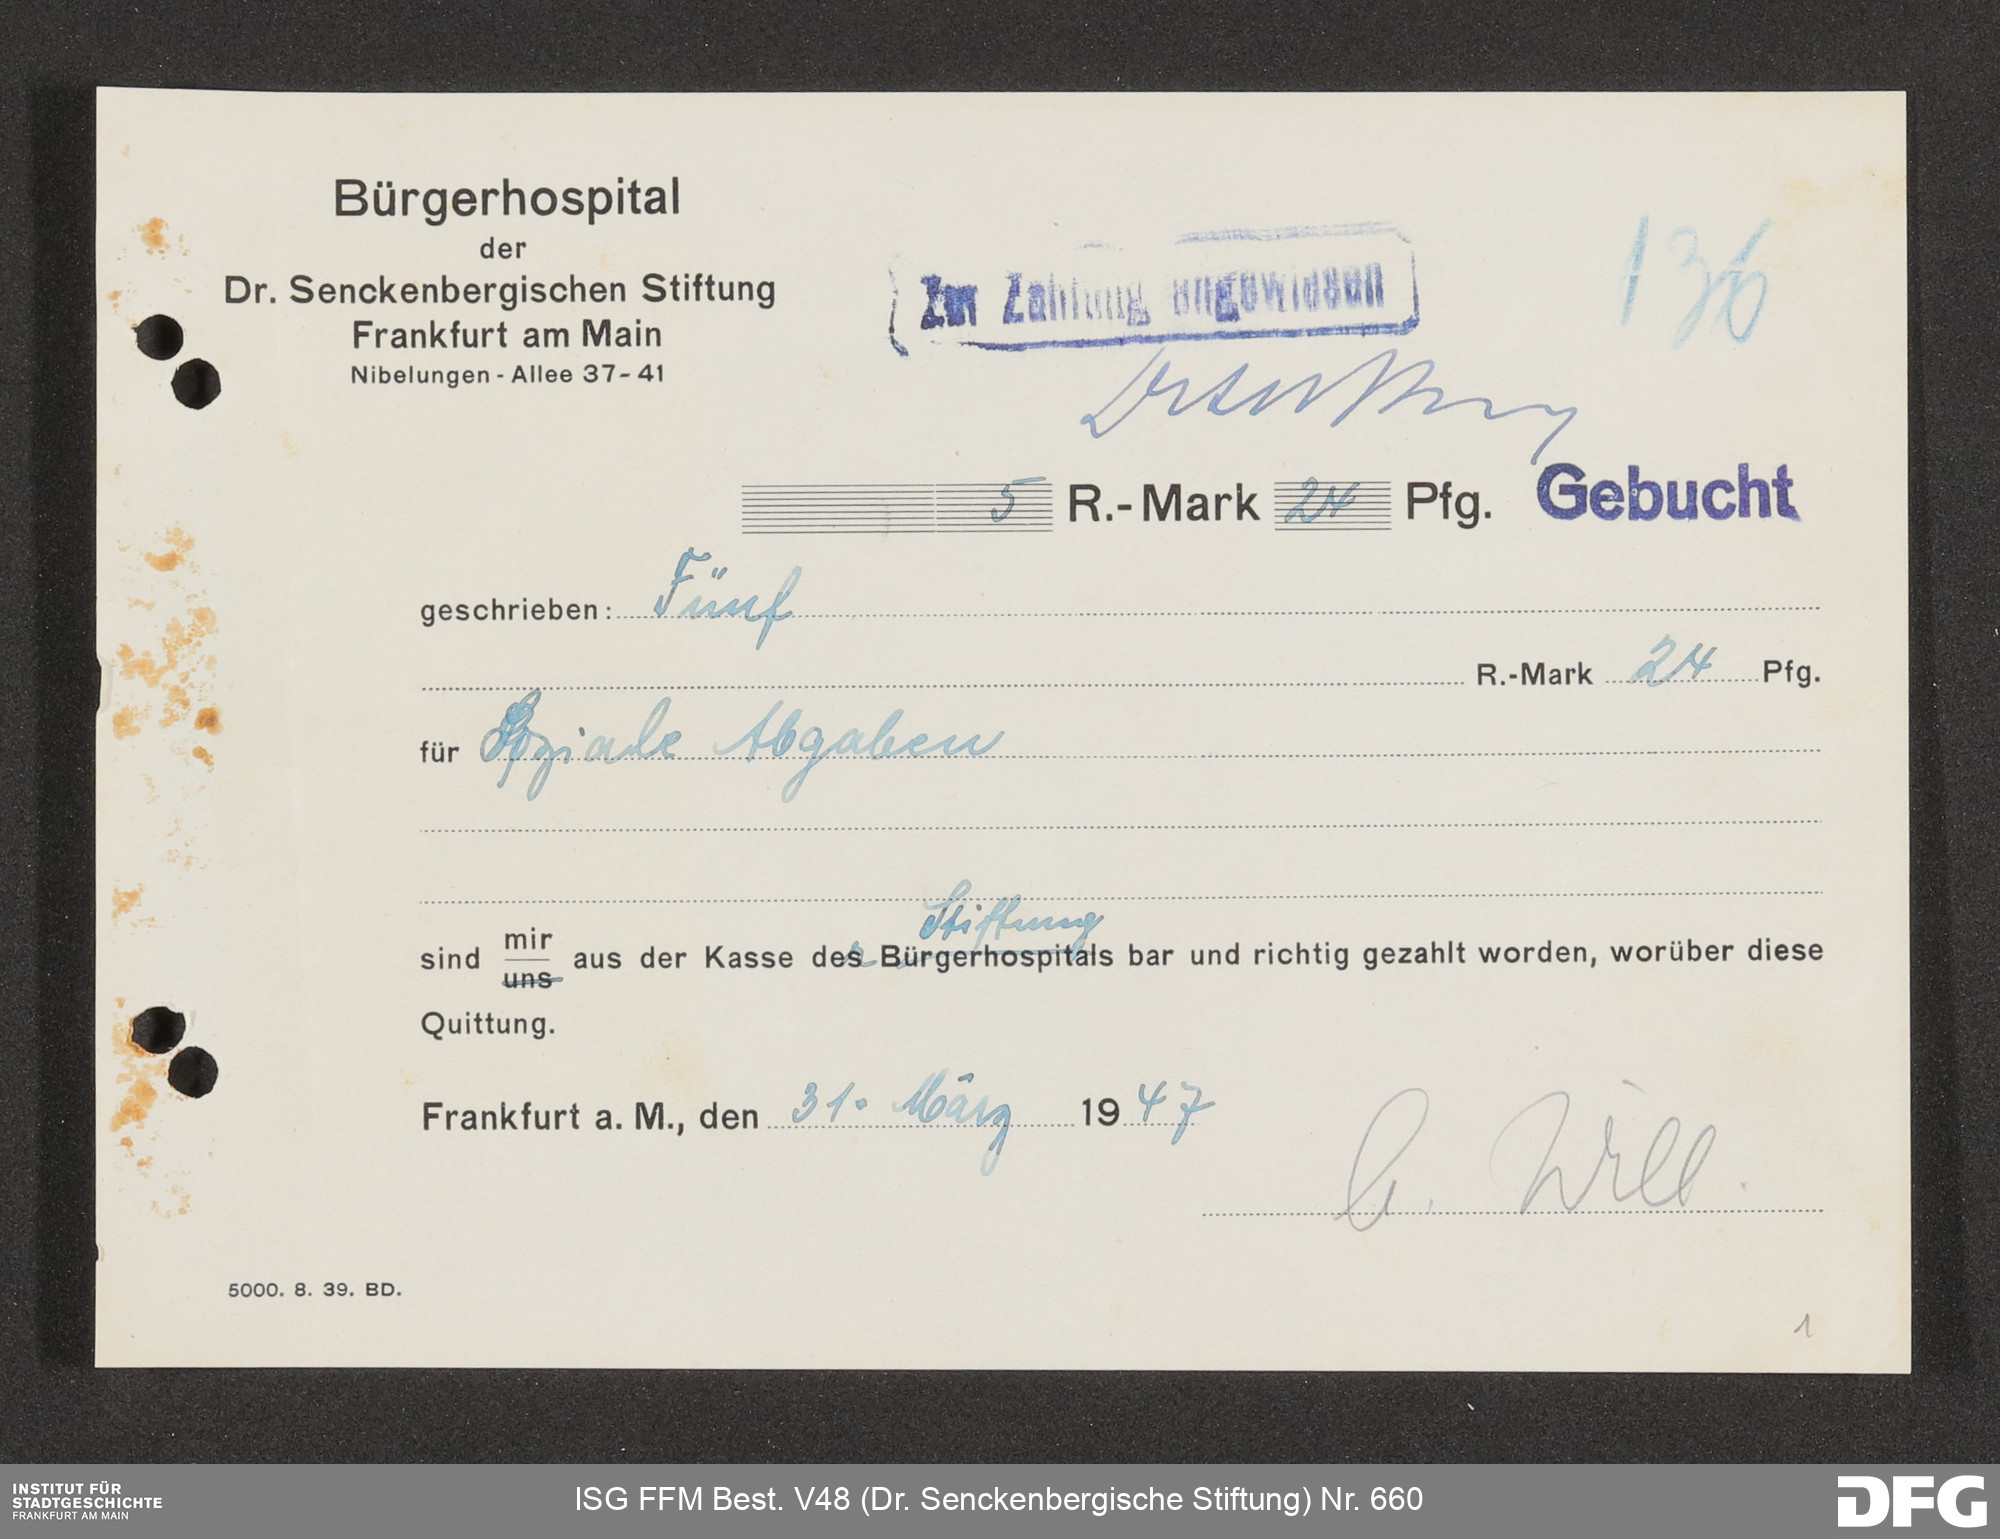 Bürgerhospital
der
Dr. Senckenbergischen Stiftung
Frankfurt am Main
Nibelungen - Allee 37-41
Zur Zahlung angewiesen
136
5 R.-Mark 24 Pfg. Gebucht
geschrieben: Fünf
R.-Mark 24 Pfg.
für Soziale Abgaben
Stiftung
sind mir uns aus der Kasse des Bürgerhospitals bar und richtig gezahlt worden, worüber diese
Quittung.
Frankfurt a. M., den 31. März 1947
G. Will.
5000. 8. 39. BD.
1
INSTITUT FÜR
STADTGESCHICHTE
FRANKFURT AM MAIN
ISG FFM Best. V48 (Dr. Senckenbergische Stiftung) Nr. 660
DFG